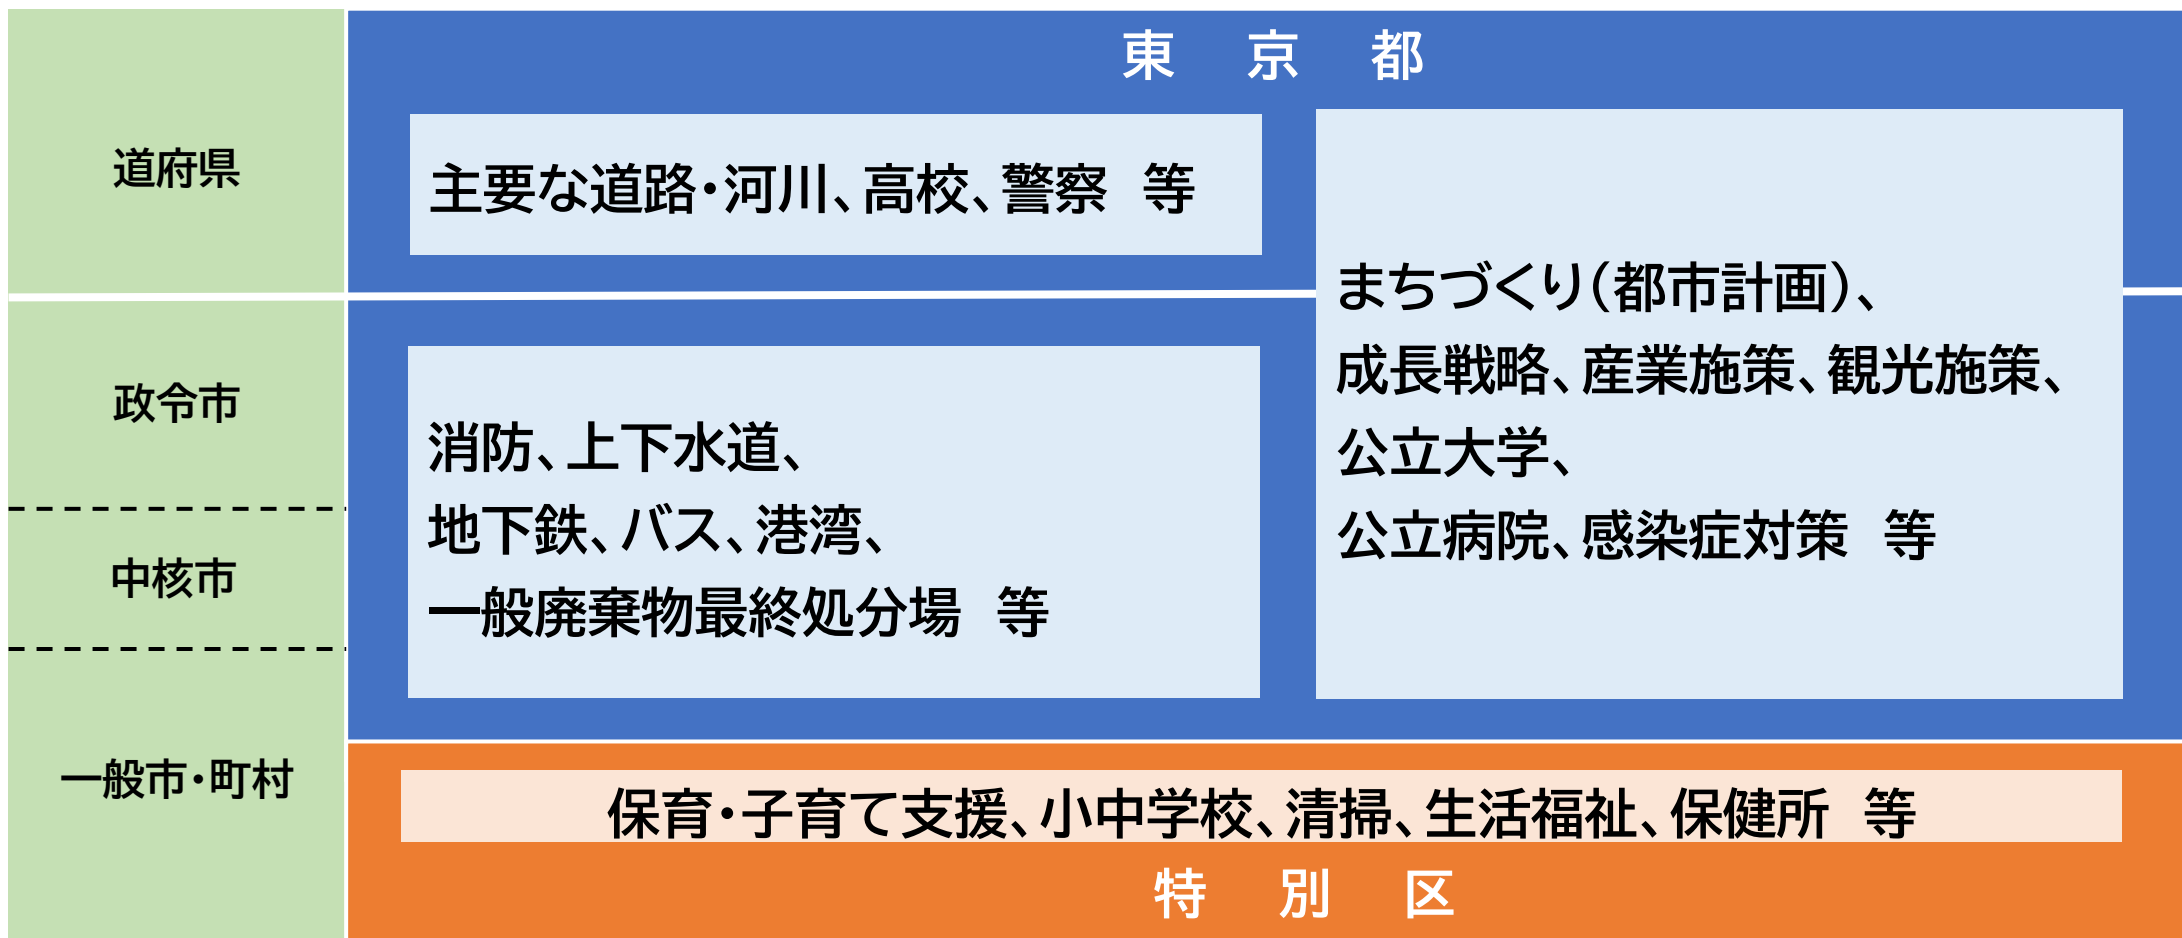 東　京　都
道府県
主要な道路・河川、高校、警察　等
まちづくり（都市計画）、
成長戦略、産業施策、観光施策、
公立大学、
公立病院、感染症対策　等
政令市
消防、上下水道、
地下鉄、バス、港湾、
一般廃棄物最終処分場　等
中核市
一般市・町村
保育・子育て支援、小中学校、清掃、生活福祉、保健所　等
特　別　区